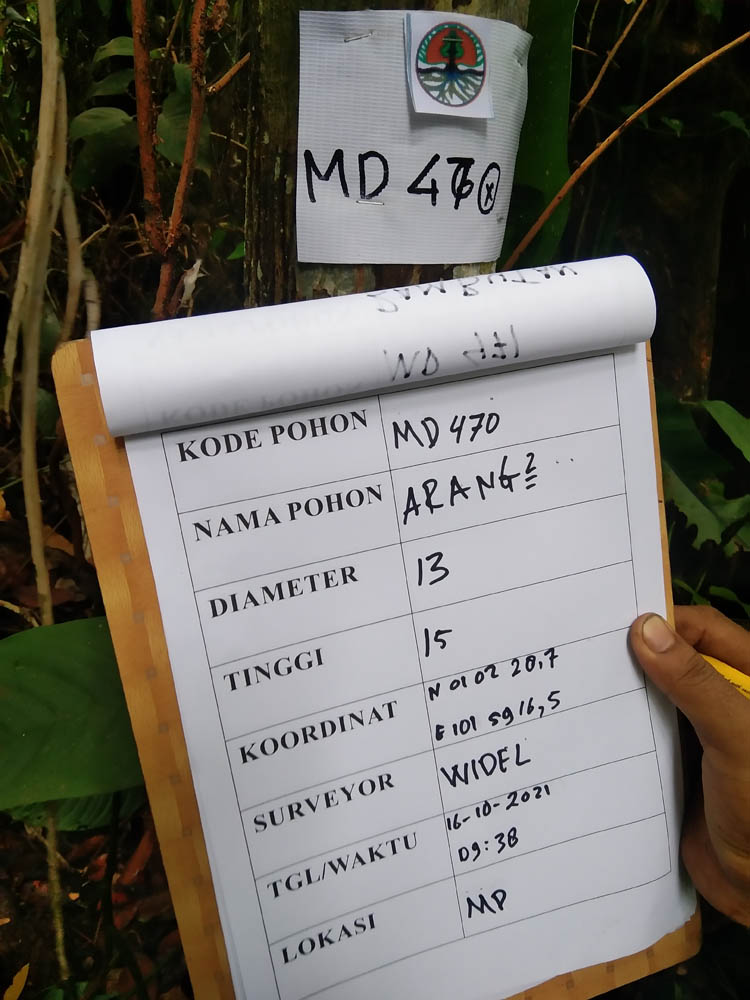 MD 470
KODE POHON MD 470
NAMA POHON ARANG2
DIAMETER 13
TINGGI 15
KOORDINAT N 01 02 20,7
E 101 59 16,5
SURVEYOR WIDEL
TGL/WAKTU 16-10-2021
09:38
LOKASI MP